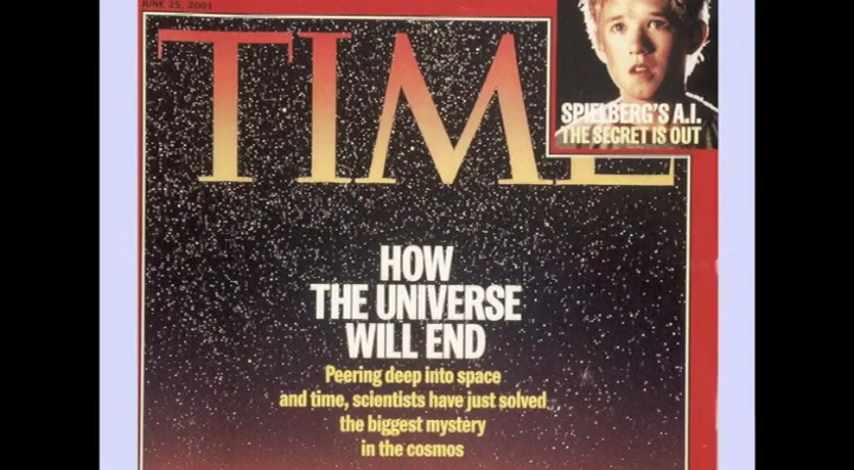 JUNE 25, 2001
TIME
SPIELBERG'S A.I.
THE SECRET IS OUT
HOW
THE UNIVERSE
WILL END
Peering deep into space
and time, scientists have just solved
the biggest mystery
in the cosmos